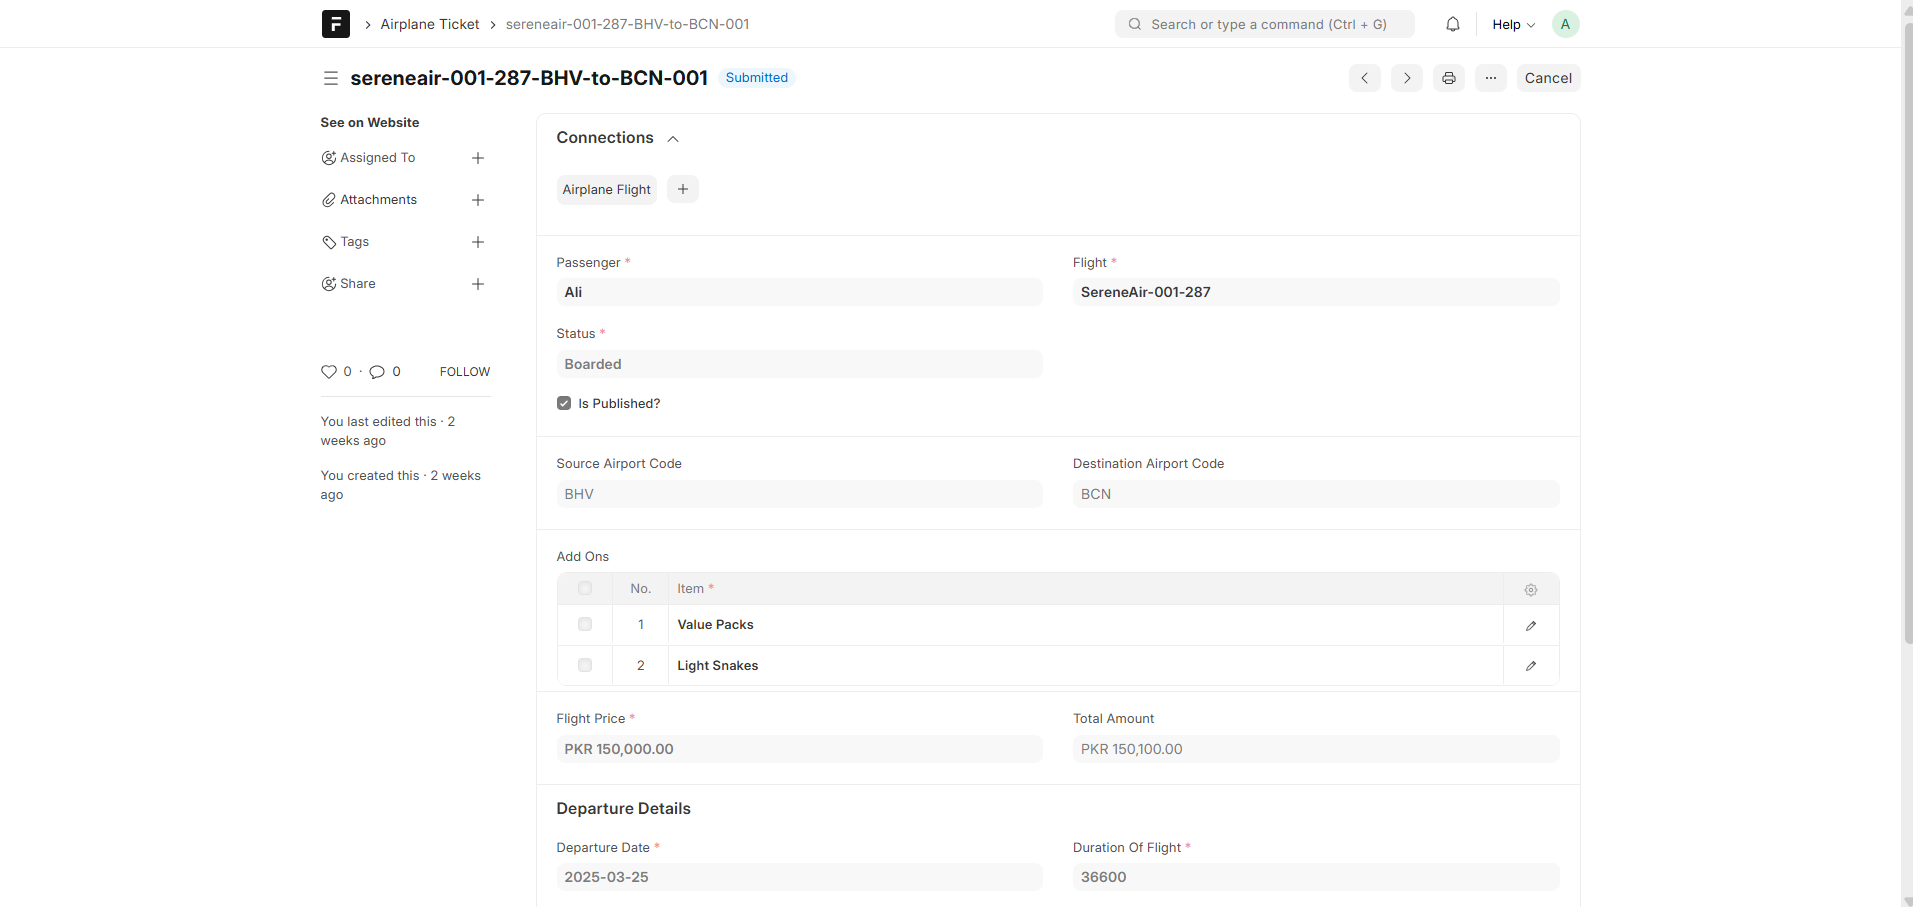 Airplane Ticket
sereneair-001-287-BHV-to-BCN-001
Search or type a command (Ctrl + G)
Help
A
sereneair-001-287-BHV-to-BCN-001
Submitted
Cancel
See on Website
Assigned To
Attachments
Tags
Share
0 · 0
FOLLOW
You last edited this · 2
weeks ago
You created this · 2 weeks
ago
Connections
Airplane Flight
Passenger *
Ali
Flight *
SereneAir-001-287
Status *
Boarded
Is Published?
Source Airport Code
BHV
Destination Airport Code
BCN
Add Ons
No. Item *
1 Value Packs
2 Light Snakes
Flight Price *
PKR 150,000.00
Total Amount
PKR 150,100.00
Departure Details
Departure Date *
2025-03-25
Duration Of Flight *
36600